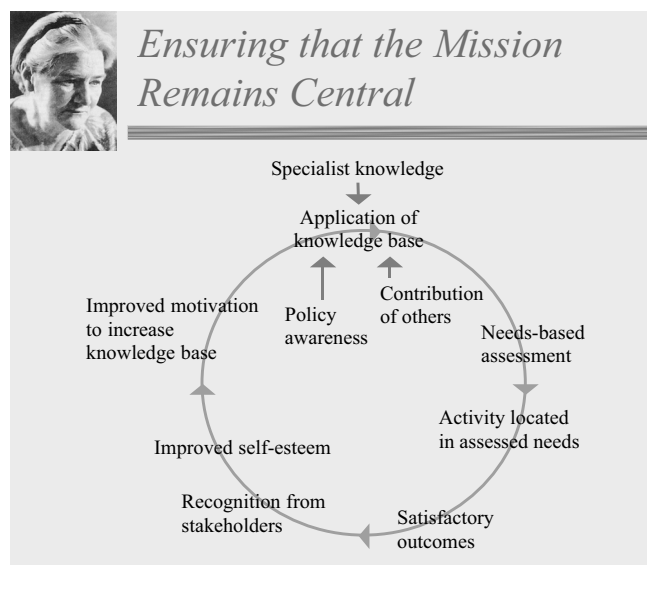 Ensuring that the Mission
Remains Central
Specialist knowledge
Application of
knowledge base
Policy
awareness
Contribution
of others
Needs-based
assessment
Activity located
in assessed needs
Satisfactory
outcomes
Recognition from
stakeholders
Improved self-esteem
Improved motivation
to increase
knowledge base